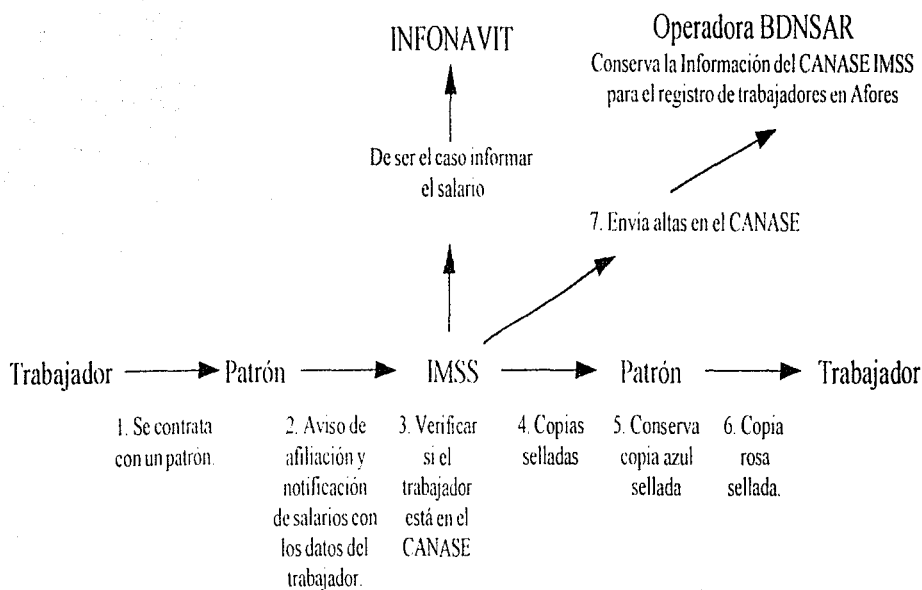 INFONAVIT
Operadora BDNSAR
Conserva la Información del CANASE IMSS
para el registro de trabajadores en Afores
De ser el caso informar
el salario
7. Envía altas en el CANASE
Trabajador
Patrón
IMSS
Patrón
Trabajador
1. Se contrata
con un patrón.
2. Aviso de
afiliación y
notificación
de salarios con
los datos del
trabajador.
3. Verificar
si el
trabajador
está en el
CANASE
4. Copias
selladas
5. Conserva
copia azul
sellada
6. Copia
rosa
sellada.